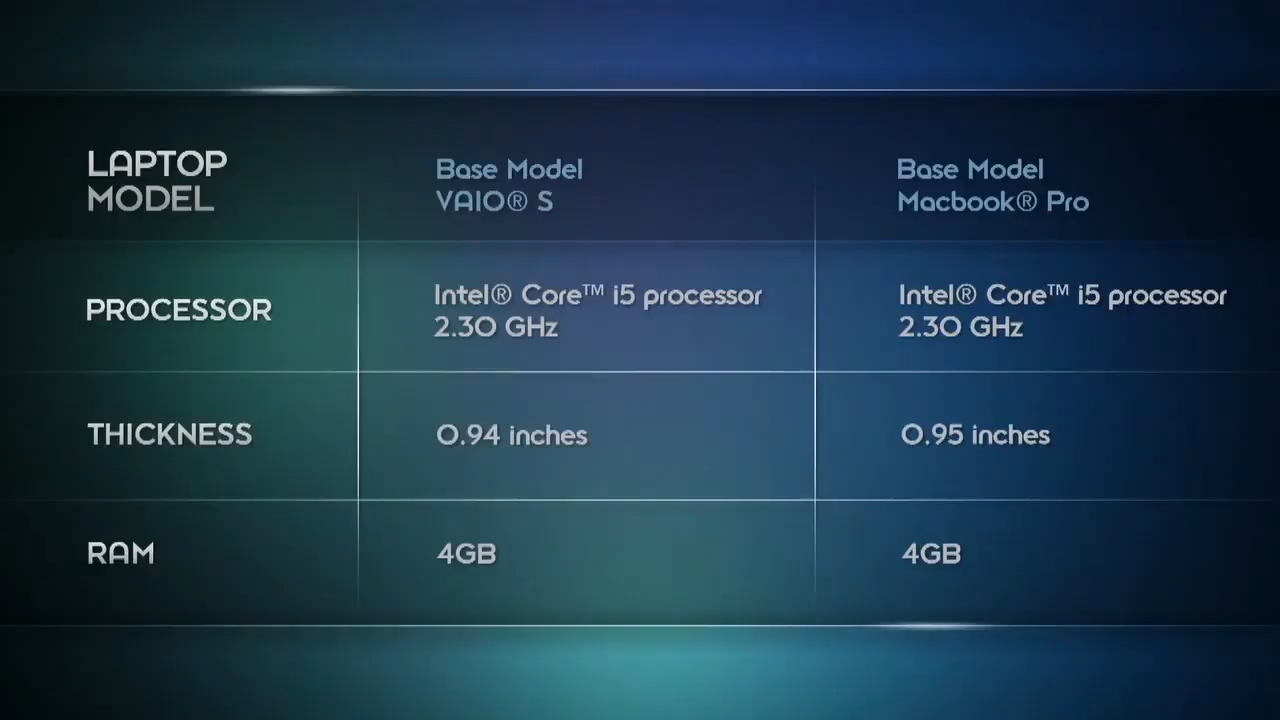 LAPTOP
MODEL
Base Model
VAIO® S
Base Model
Macbook® Pro
PROCESSOR
Intel® Core™ i5 processor
2.30 GHz
Intel® Core™ i5 processor
2.30 GHz
THICKNESS
0.94 inches
0.95 inches
RAM
4GB
4GB